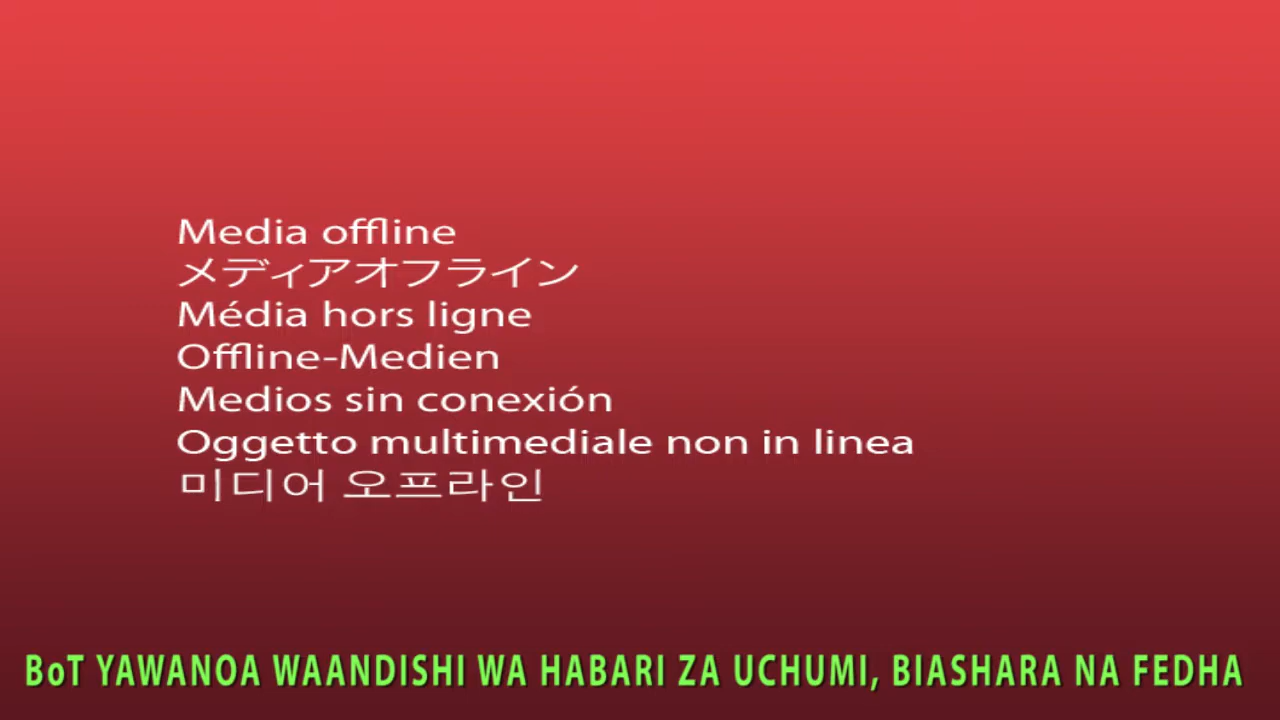 Media offline
メディアオフライン
Média hors ligne
Offline-Medien
Medios sin conexión
Oggetto multimediale non in linea
미디어 오프라인
BoT YAWANOA WAANDISHI WA HABARI ZA UCHUMI, BIASHARA NA FEDHA